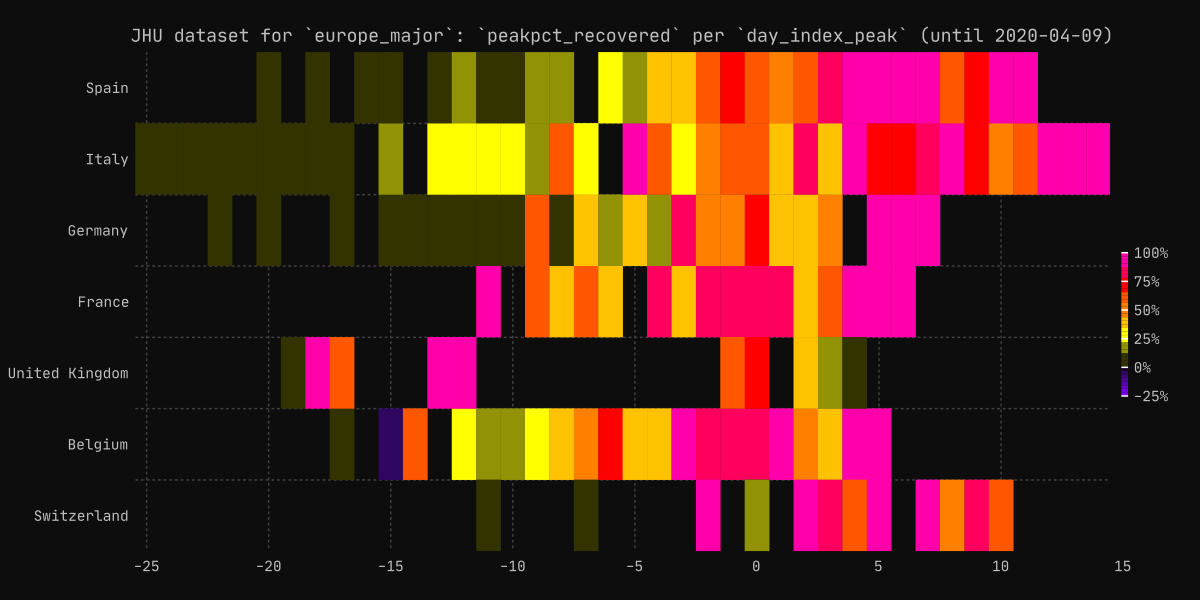 JHU dataset for `europe_major`: `peakpct_recovered` per `day_index_peak` (until 2020-04-09)
Spain
Italy
Germany
France
United Kingdom
Belgium
Switzerland
100%
75%
50%
25%
0%
−25%
−25
−20
−15
−10
−5
0
5
10
15